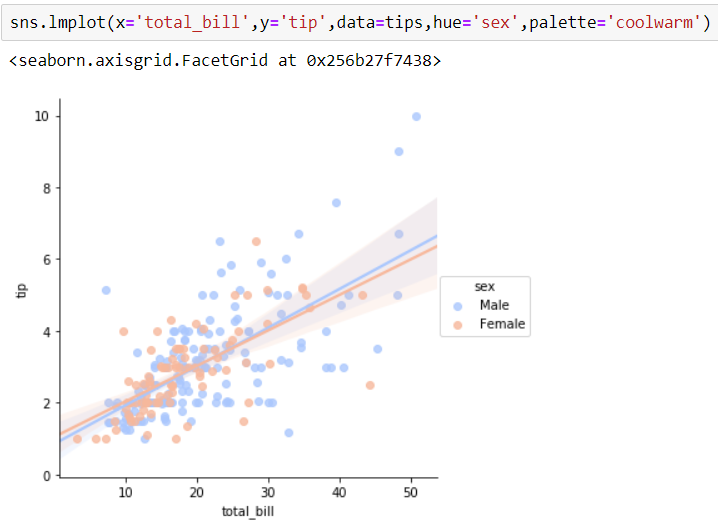 sns.lmplot(x='total_bill',y='tip',data=tips,hue='sex',palette='coolwarm')
<seaborn.axisgrid.FacetGrid at 0x256b27f7438>
10
8
6
4
2
0
tip
10 20 30 40 50
total_bill
sex
Male
Female